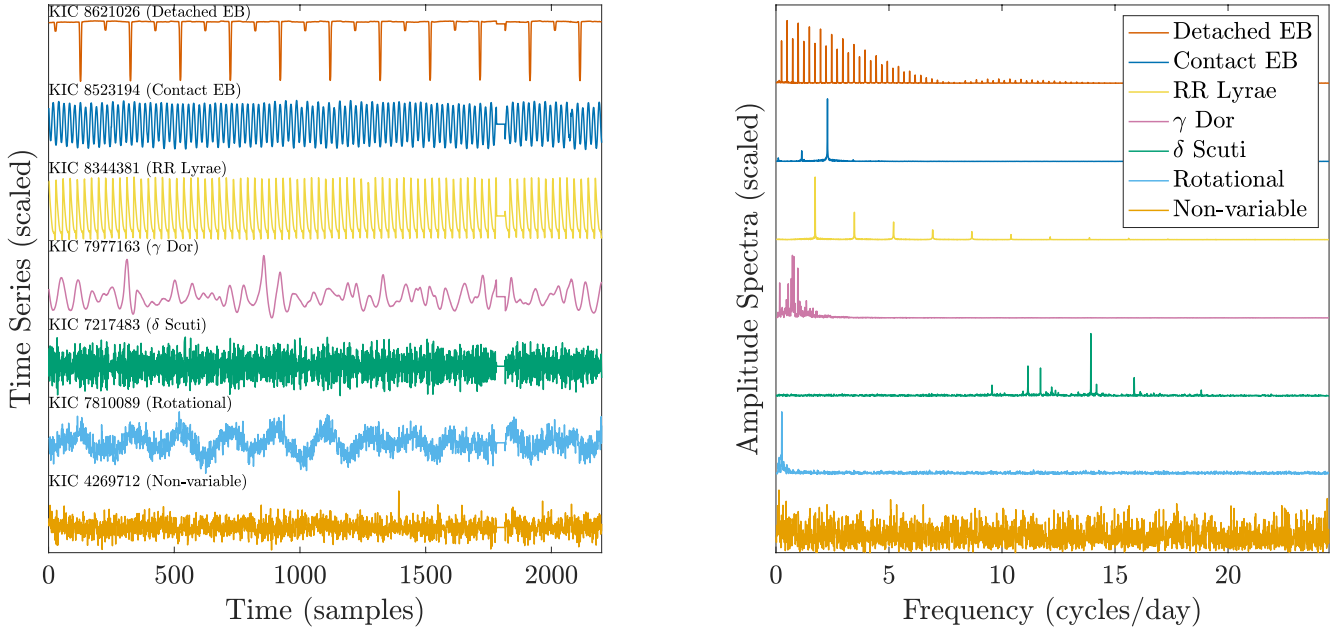 KIC 8621026 (Detached EB)
KIC 8523194 (Contact EB)
KIC 8344381 (RR Lyrae)
KIC 7977163 (γ Dor)
KIC 7217483 (δ Scuti)
KIC 7810089 (Rotational)
KIC 4269712 (Non-variable)
Time Series (scaled)
0 500 1000 1500 2000
Time (samples)
Detached EB
Contact EB
RR Lyrae
γ Dor
δ Scuti
Rotational
Non-variable
Amplitude Spectra (scaled)
0 5 10 15 20
Frequency (cycles/day)